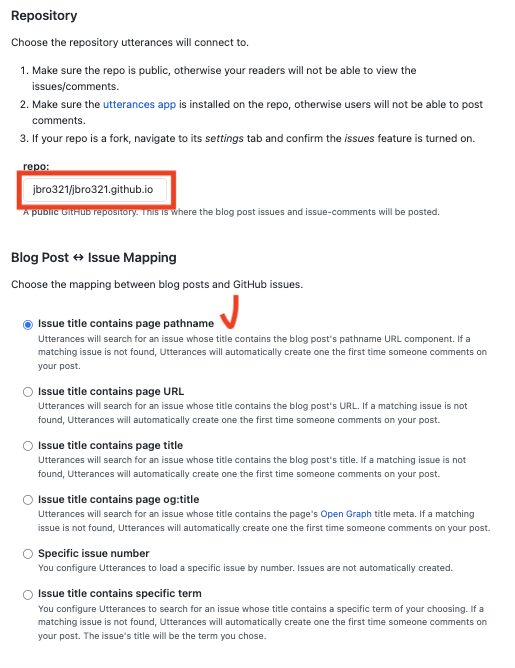 Repository
Choose the repository utterances will connect to.
1. Make sure the repo is public, otherwise your readers will not be able to view the
issues/comments.
2. Make sure the utterances app is installed on the repo, otherwise users will not be able to post
comments.
3. If your repo is a fork, navigate to its settings tab and confirm the issues feature is turned on.
repo:
jbro321/jbro321.github.io
A public GitHub repository. This is where the blog post issues and issue-comments will be posted.
Blog Post ↔ Issue Mapping
Choose the mapping between blog posts and GitHub issues.
Issue title contains page pathname
Utterances will search for an issue whose title contains the blog post's pathname URL component. If a
matching issue is not found, Utterances will automatically create one the first time someone comments on
your post.
Issue title contains page URL
Utterances will search for an issue whose title contains the blog post's URL. If a matching issue is not
found, Utterances will automatically create one the first time someone comments on your post.
Issue title contains page title
Utterances will search for an issue whose title contains the blog post's title. If a matching issue is not
found, Utterances will automatically create one the first time someone comments on your post.
Issue title contains page og:title
Utterances will search for an issue whose title contains the page's Open Graph title meta. If a matching
issue is not found, Utterances will automatically create one the first time someone comments on your post.
Specific issue number
You configure Utterances to load a specific issue by number. Issues are not automatically created.
Issue title contains specific term
You configure Utterances to search for an issue whose title contains a specific term of your choosing. If a
matching issue is not found, Utterances will automatically create one the first time someone comments on
your post. The issue's title will be the term you chose.